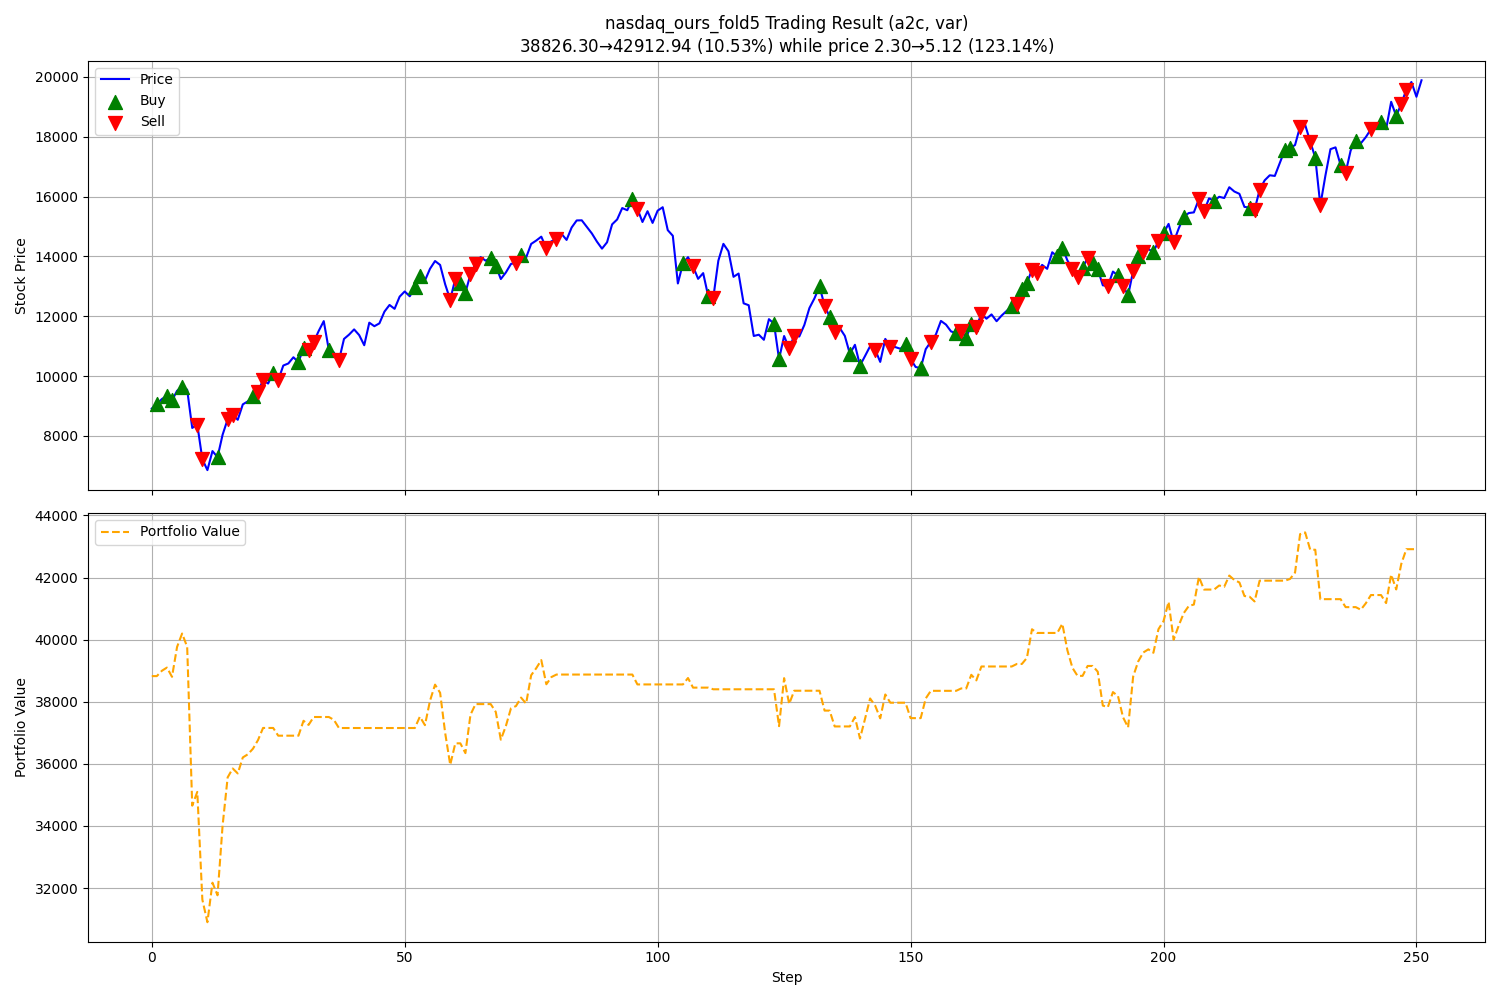 nasdaq_ours_fold5 Trading Result (a2c, var)
38826.30→42912.94 (10.53%) while price 2.30→5.12 (123.14%)
Price
Buy
Sell
Stock Price
20000
18000
16000
14000
12000
10000
8000
Portfolio Value
Portfolio Value
44000
42000
40000
38000
36000
34000
32000
0
50
100
150
200
250
Step